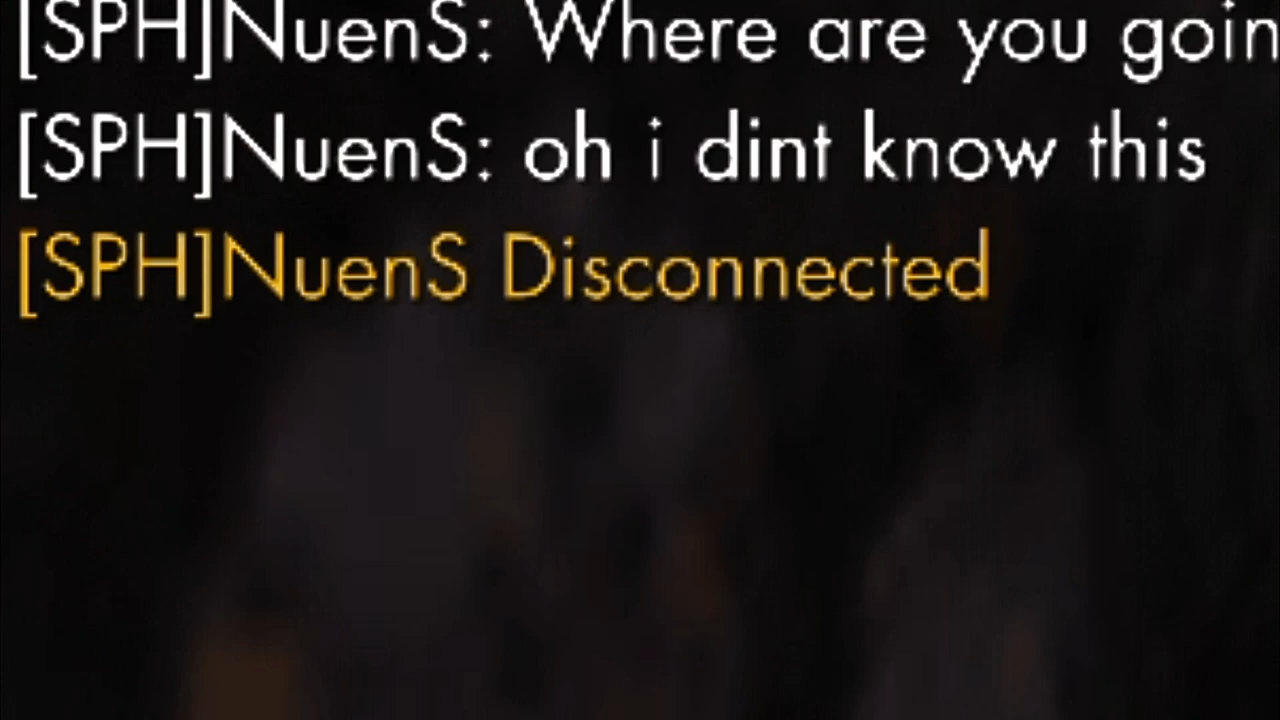 [SPH]NuenS: Where are you goin
[SPH]NuenS: oh i dint know this
[SPH]NuenS Disconnected